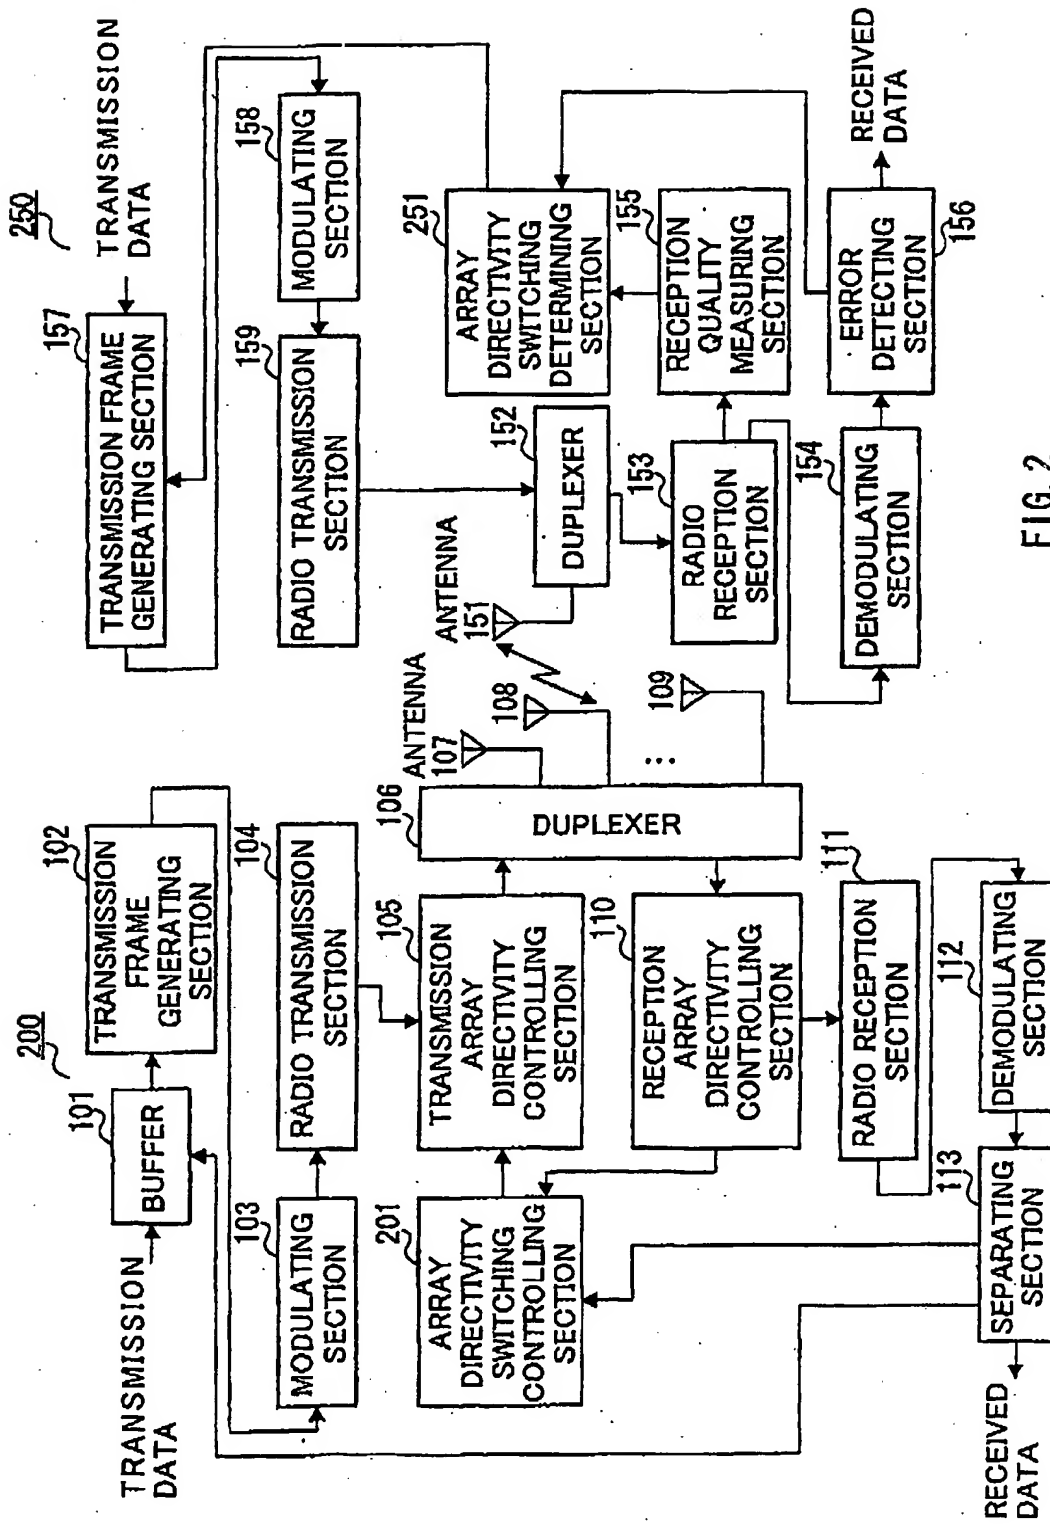 200
TRANSMISSION
DATA
101
BUFFER
102
TRANSMISSION
FRAME
GENERATING
SECTION
103
MODULATING
SECTION
104
RADIO TRANSMISSION
SECTION
201
ARRAY
DIRECTIVITY
SWITCHING
CONTROLLING
SECTION
105
TRANSMISSION
ARRAY
DIRECTIVITY
CONTROLLING
SECTION
106
DUPLEXER
ANTENNA
107
108
...
109
110
RECEPTION
ARRAY
DIRECTIVITY
CONTROLLING
SECTION
111
RADIO RECEPTION
SECTION
112
DEMODULATING
SECTION
113
SEPARATING
SECTION
RECEIVED
DATA
250
TRANSMISSION
DATA
157
TRANSMISSION FRAME
GENERATING SECTION
158
MODULATING
SECTION
159
RADIO TRANSMISSION
SECTION
ANTENNA
151
152
DUPLEXER
251
ARRAY
DIRECTIVITY
SWITCHING
DETERMINING
SECTION
153
RADIO
RECEPTION
SECTION
155
RECEPTION
QUALITY
MEASURING
SECTION
154
DEMODULATING
SECTION
156
ERROR
DETECTING
SECTION
RECEIVED
DATA
FIG. 2